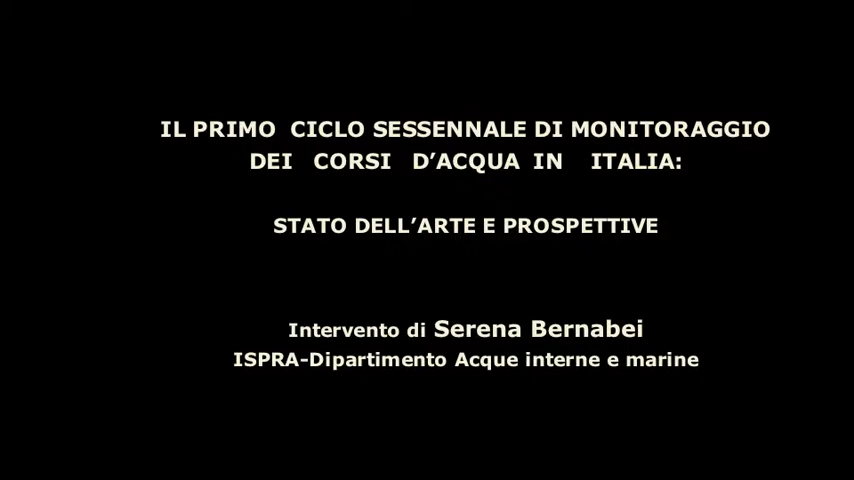 IL PRIMO CICLO SESSENNALE DI MONITORAGGIO
DEI CORSI D’ACQUA IN ITALIA:
STATO DELL’ARTE E PROSPETTIVE
Intervento di Serena Bernabei
ISPRA-Dipartimento Acque interne e marine